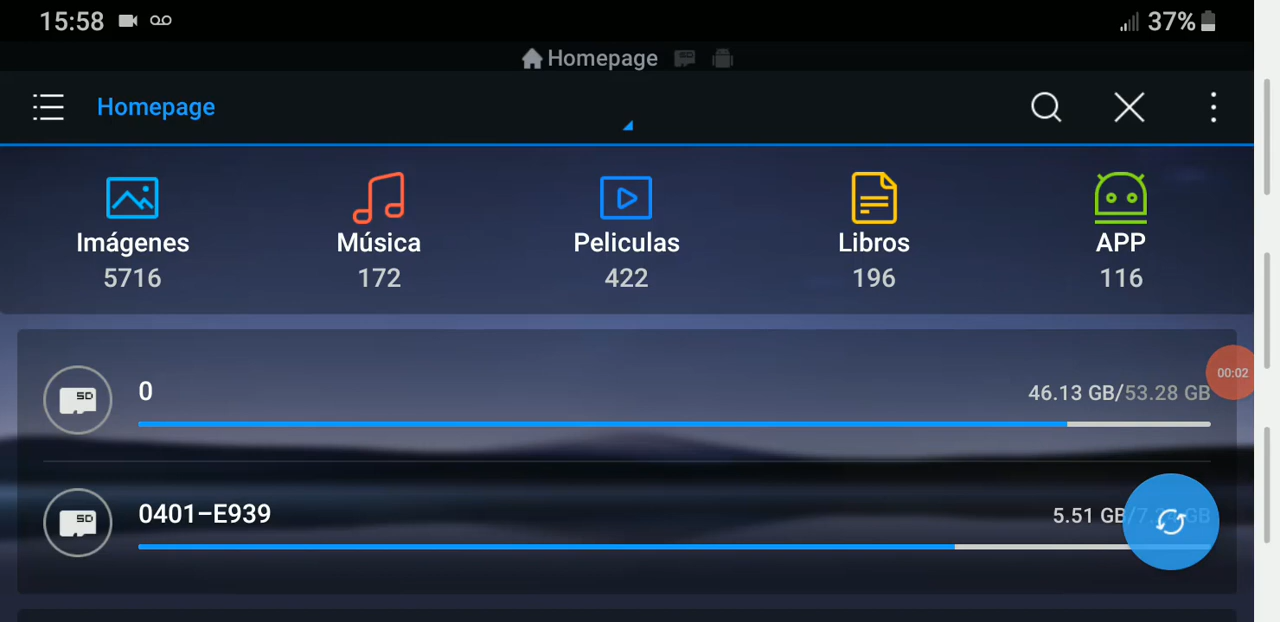 15:58 37%
Homepage
Homepage
Imágenes Música Peliculas Libros APP
5716 172 422 196 116
0 46.13 GB/53.28 GB
00:02
0401–E939 5.51 GB/ GB